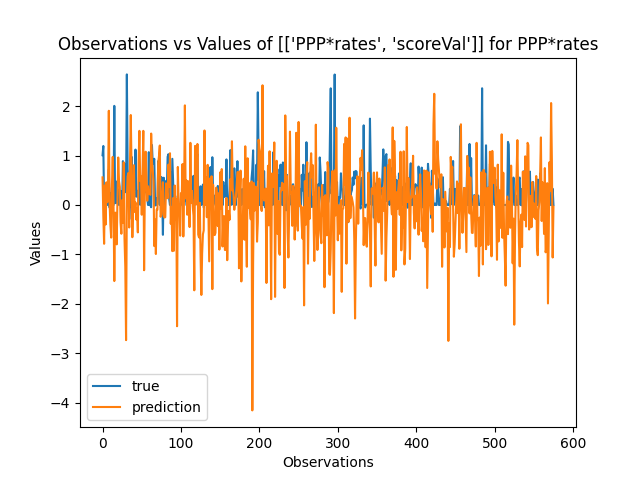 Observations vs Values of [['PPP*rates', 'scoreVal']] for PPP*rates
Values
2
1
0
−1
−2
−3
−4
true
prediction
0 100 200 300 400 500 600
Observations